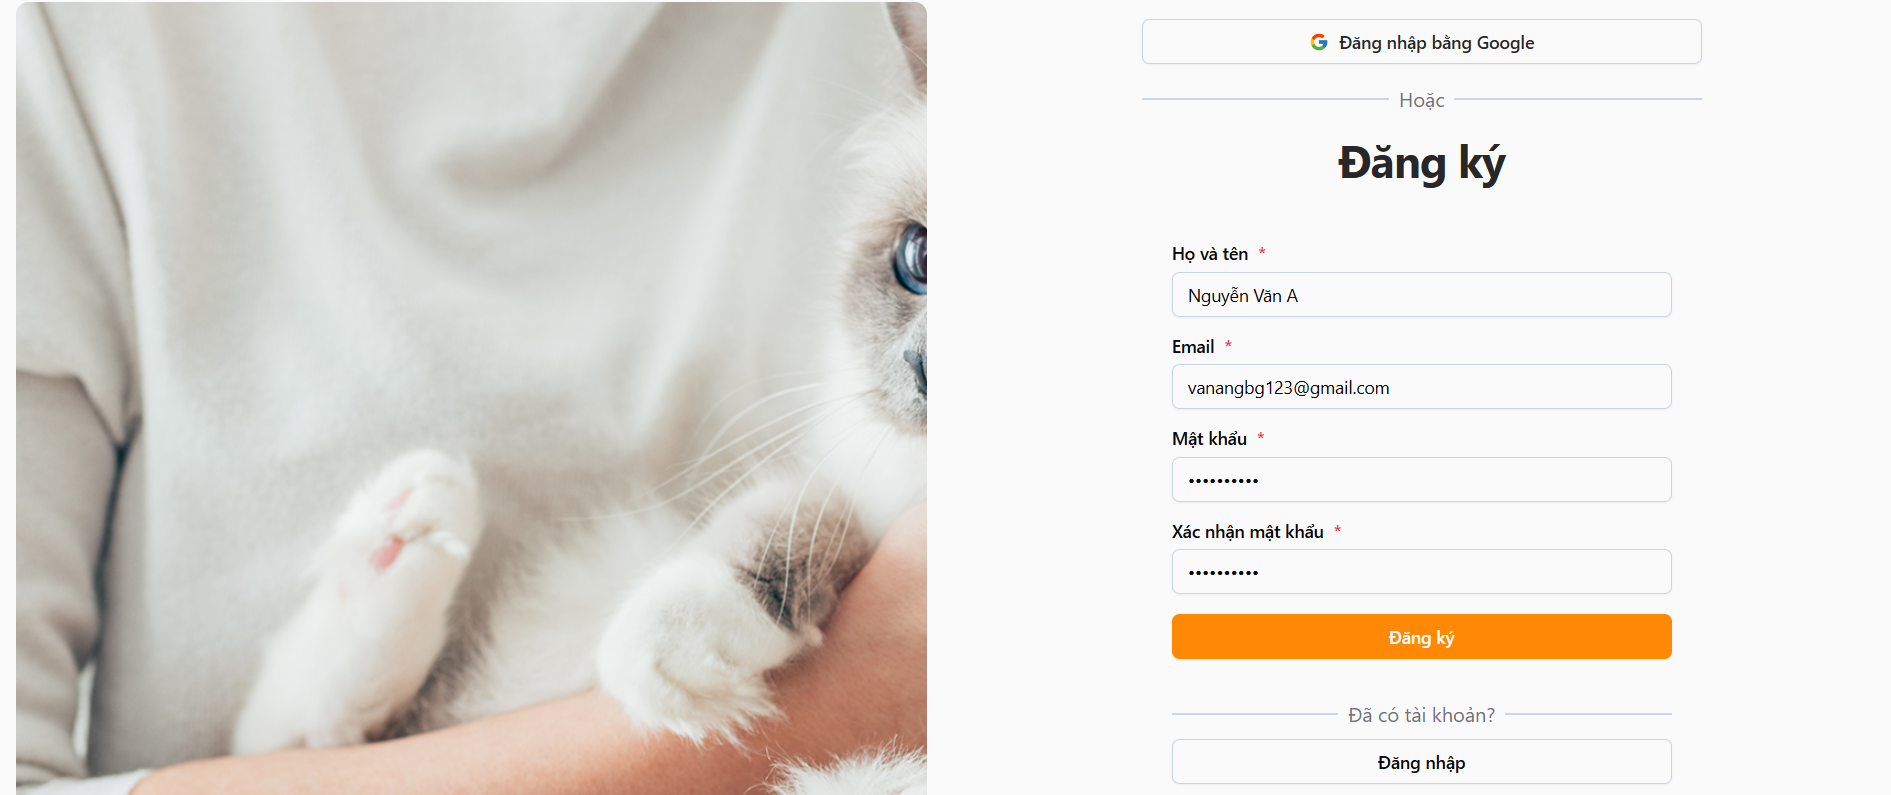 Đăng nhập bằng Google
Hoặc
Đăng ký
Họ và tên *
Nguyễn Văn A
Email *
vanangbg123@gmail.com
Mật khẩu *
••••••••••
Xác nhận mật khẩu *
••••••••••
Đăng ký
Đã có tài khoản?
Đăng nhập